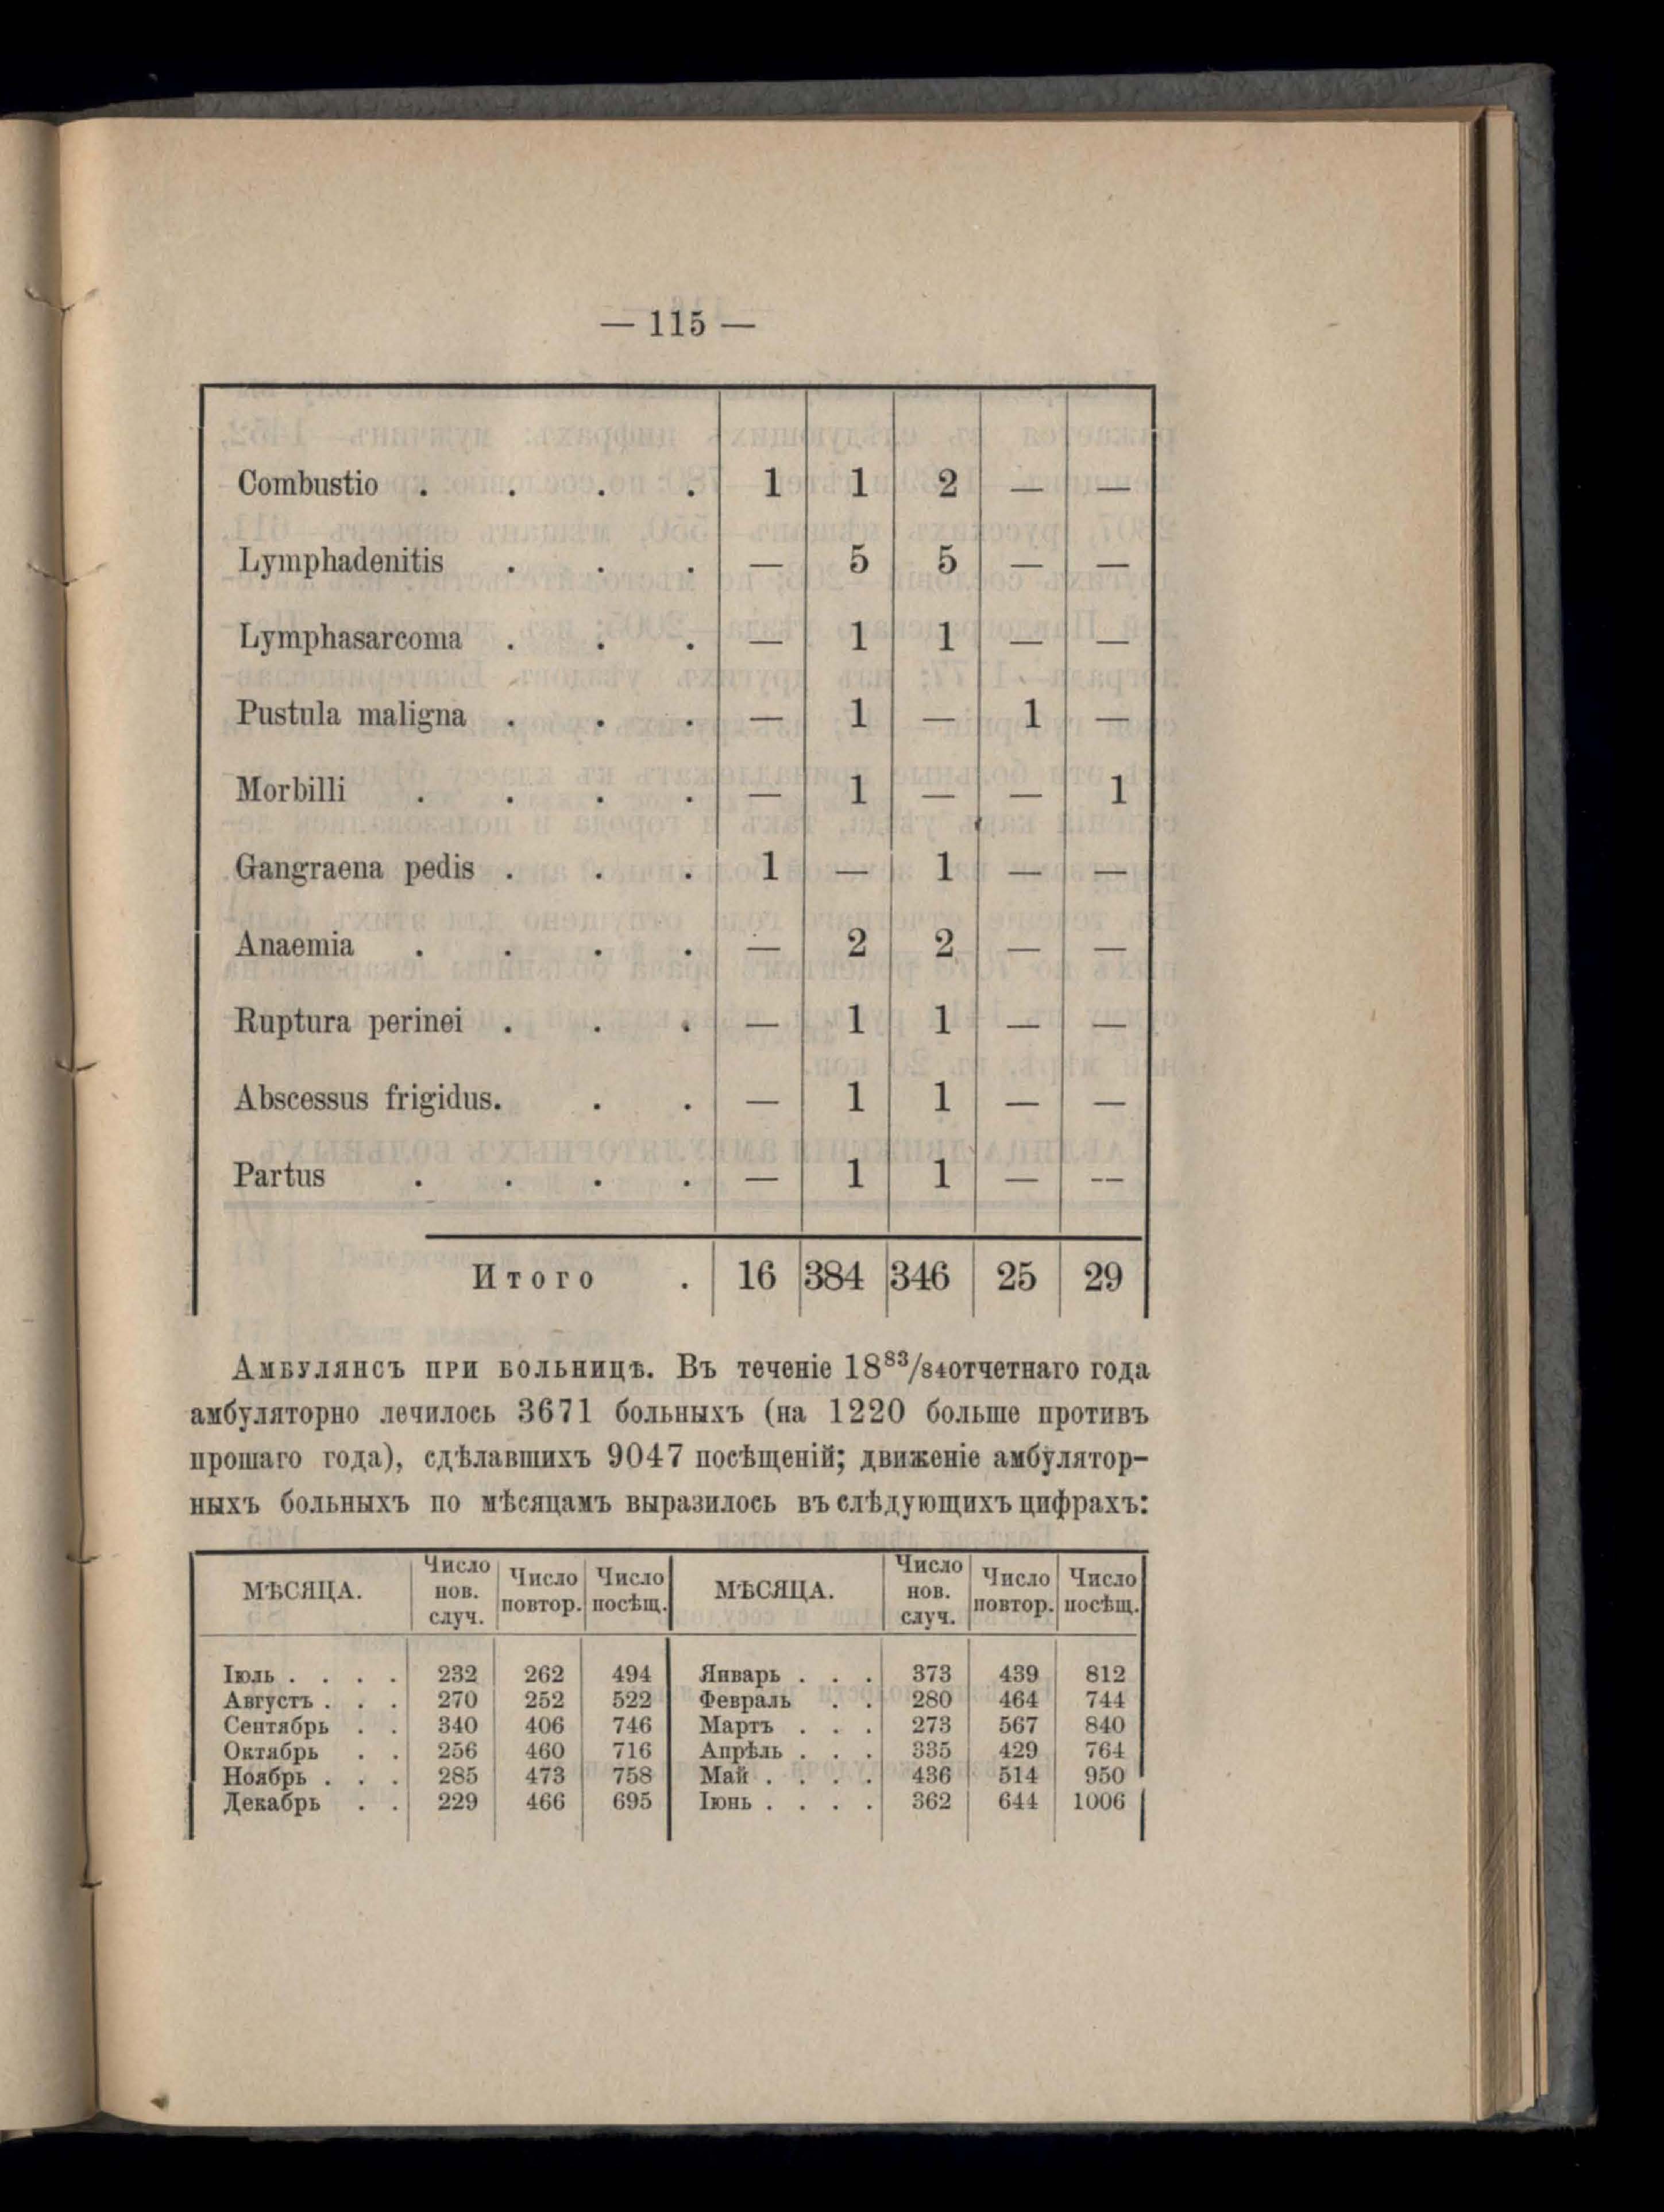 — 115 —
Combustio . . . . 1 1 2 — —
Lymphadenitis . . . — 5 5 — —
Lymphasarcoma . . . — 1 1 — —
Pustula maligna . . . — 1 — 1 —
Morbilli . . . . — 1 — — 1
Gangraena pedis . . . 1 — 1 — —
Anaemia . . . . — 2 2 — —
Ruptura perinei . . . — 1 1 — —
Abscessus frigidus. . . — 1 1 — —
Partus . . . . — 1 1 — —
Итого . 16 384 346 25 29
Амбулянсъ при больницѣ. Въ теченіе 18⁸³/₈₄отчетнаго года
амбуляторно лечилось 3671 больныхъ (на 1220 больше противъ
прошаго года), сдѣлавшихъ 9047 посѣщеній; движеніе амбулятор-
ныхъ больныхъ по мѣсяцамъ выразилось въ слѣдующихъ цифрахъ:
МѢСЯЦА. Число нов. случ. Число повтор. Число посѣщ. МѢСЯЦА. Число нов. случ. Число повтор. Число посѣщ.
Іюль . . . . 232 262 494 Январь . . . 373 439 812
Августъ . . . 270 252 522 Февраль . . 280 464 744
Сентябрь . . 340 406 746 Мартъ . . . 273 567 840
Октябрь . . 256 460 716 Апрѣль . . . 335 429 764
Ноябрь . . . 285 473 758 Май . . . . 436 514 950
Декабрь . . 229 466 695 Іюнь . . . . 362 644 1006